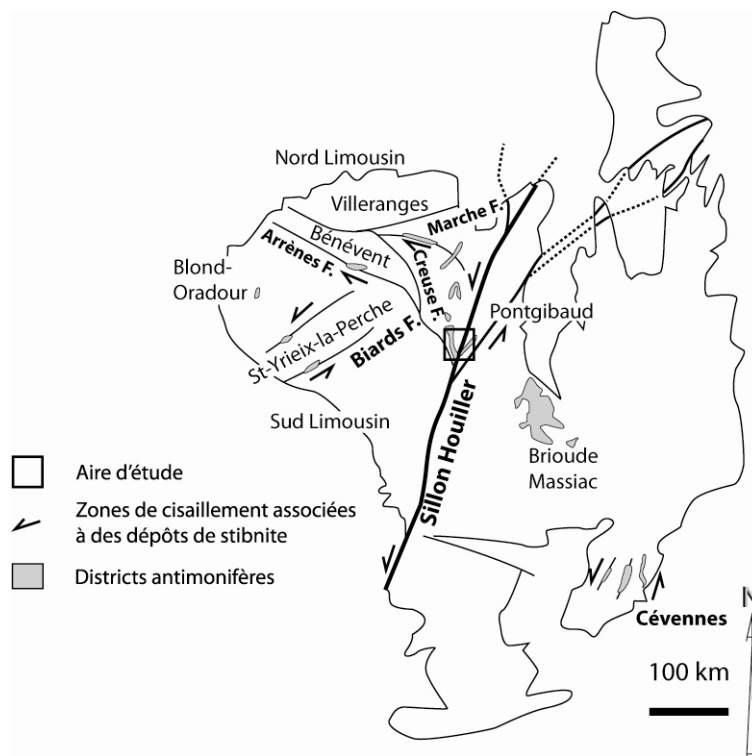 Nord Limousin
Villeranges
Marche F.
Bénévent
Arrènes F.
Creuse F.
Blond-
Oradour
Pontgibaud
St-Yrieix-la-Perche
Biards F.
Sud Limousin
Sillon Houiller
Brioude
Massiac
Aire d'étude
Zones de cisaillement associées
à des dépôts de stibnite
Districts antimonifères
N
Cévennes
100 km